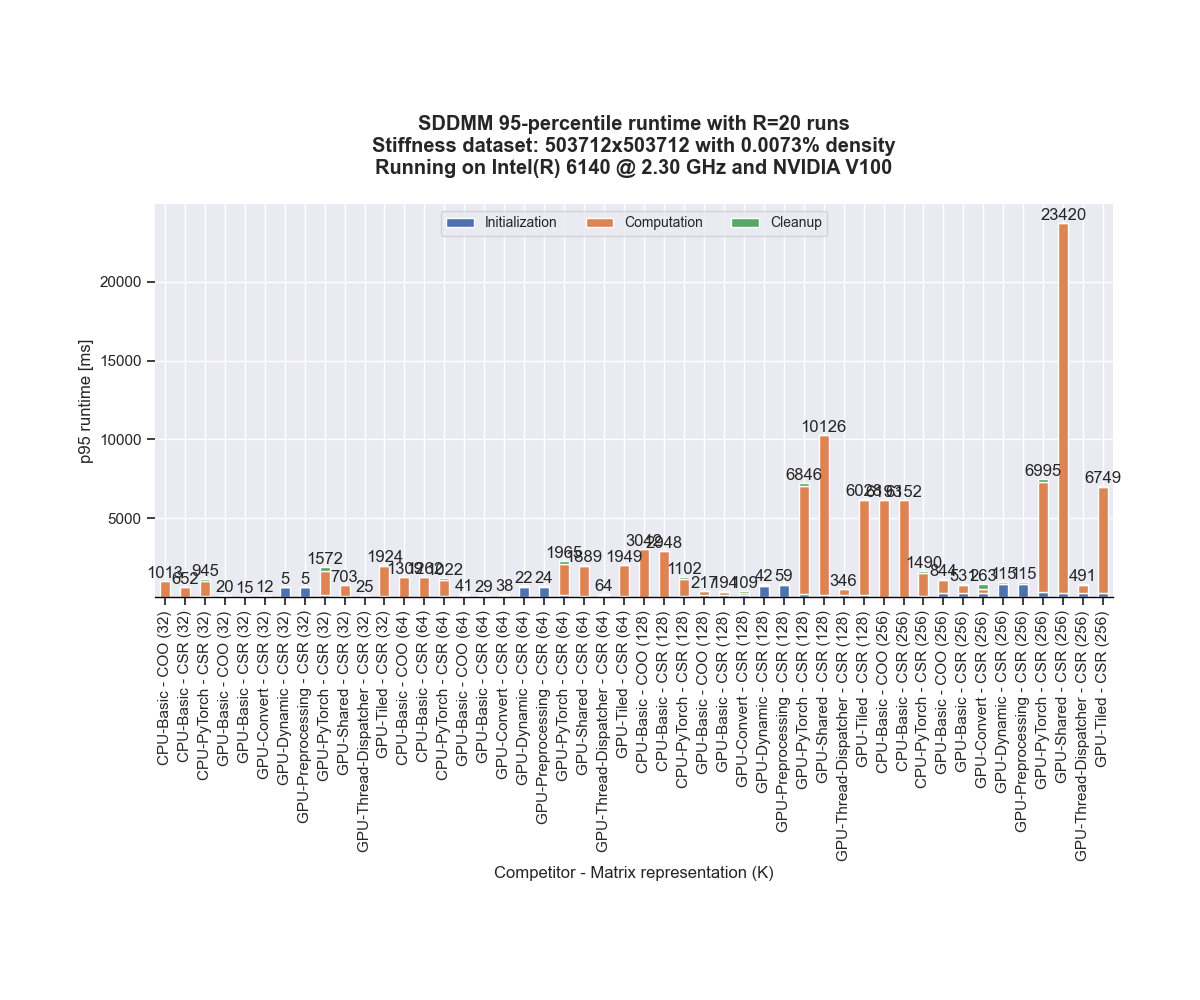 SDDMM 95-percentile runtime with R=20 runs
Stiffness dataset: 503712x503712 with 0.0073% density
Running on Intel(R) 6140 @ 2.30 GHz and NVIDIA V100
Initialization
Computation
Cleanup
p95 runtime [ms]
20000
15000
10000
5000
1013
652
945
20
15
12
5
5
1572
703
25
1924
1309
1262
1022
41
29
38
22
24
1965
1889
64
1949
3049
2948
1102
217
194
109
42
59
6846
10126
346
6028
6193
6152
1490
844
531
263
115
115
6995
23420
491
6749
CPU-Basic - COO (32)
CPU-Basic - CSR (32)
CPU-PyTorch - CSR (32)
GPU-Basic - COO (32)
GPU-Basic - CSR (32)
GPU-Convert - CSR (32)
GPU-Dynamic - CSR (32)
GPU-Preprocessing - CSR (32)
GPU-PyTorch - CSR (32)
GPU-Shared - CSR (32)
GPU-Thread-Dispatcher - CSR (32)
GPU-Tiled - CSR (32)
CPU-Basic - COO (64)
CPU-Basic - CSR (64)
CPU-PyTorch - CSR (64)
GPU-Basic - COO (64)
GPU-Basic - CSR (64)
GPU-Convert - CSR (64)
GPU-Dynamic - CSR (64)
GPU-Preprocessing - CSR (64)
GPU-PyTorch - CSR (64)
GPU-Shared - CSR (64)
GPU-Thread-Dispatcher - CSR (64)
GPU-Tiled - CSR (64)
CPU-Basic - COO (128)
CPU-Basic - CSR (128)
CPU-PyTorch - CSR (128)
GPU-Basic - COO (128)
GPU-Basic - CSR (128)
GPU-Convert - CSR (128)
GPU-Dynamic - CSR (128)
GPU-Preprocessing - CSR (128)
GPU-PyTorch - CSR (128)
GPU-Shared - CSR (128)
GPU-Thread-Dispatcher - CSR (128)
GPU-Tiled - CSR (128)
CPU-Basic - COO (256)
CPU-Basic - CSR (256)
CPU-PyTorch - CSR (256)
GPU-Basic - COO (256)
GPU-Basic - CSR (256)
GPU-Convert - CSR (256)
GPU-Dynamic - CSR (256)
GPU-Preprocessing - CSR (256)
GPU-PyTorch - CSR (256)
GPU-Shared - CSR (256)
GPU-Thread-Dispatcher - CSR (256)
GPU-Tiled - CSR (256)
Competitor - Matrix representation (K)